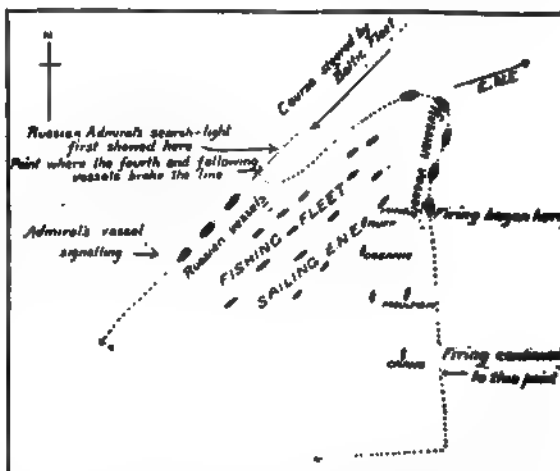 N
Course steered by
Baltic Fleet
E.N.E
Russian Admiral's search-light
first showed here
Point where the fourth and following
vessels brake the line
Admiral's vessel
signalling
Russian vessels
FISHING FLEET
SAILING E.N.E.
Firing began here
Firing continued
to this point